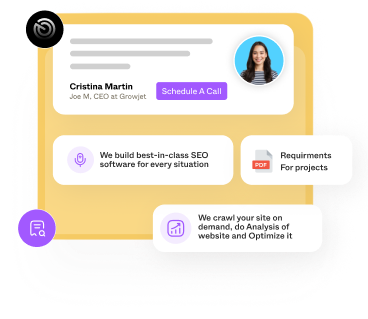 Cristina Martin
Joe M. CEO at Growjet
Schedule A Call
We build best-in-class SEO
software for every situation
PDF
Requirments
For projects
We crawl your site on
demand, do Analysis of
website and Optimize it